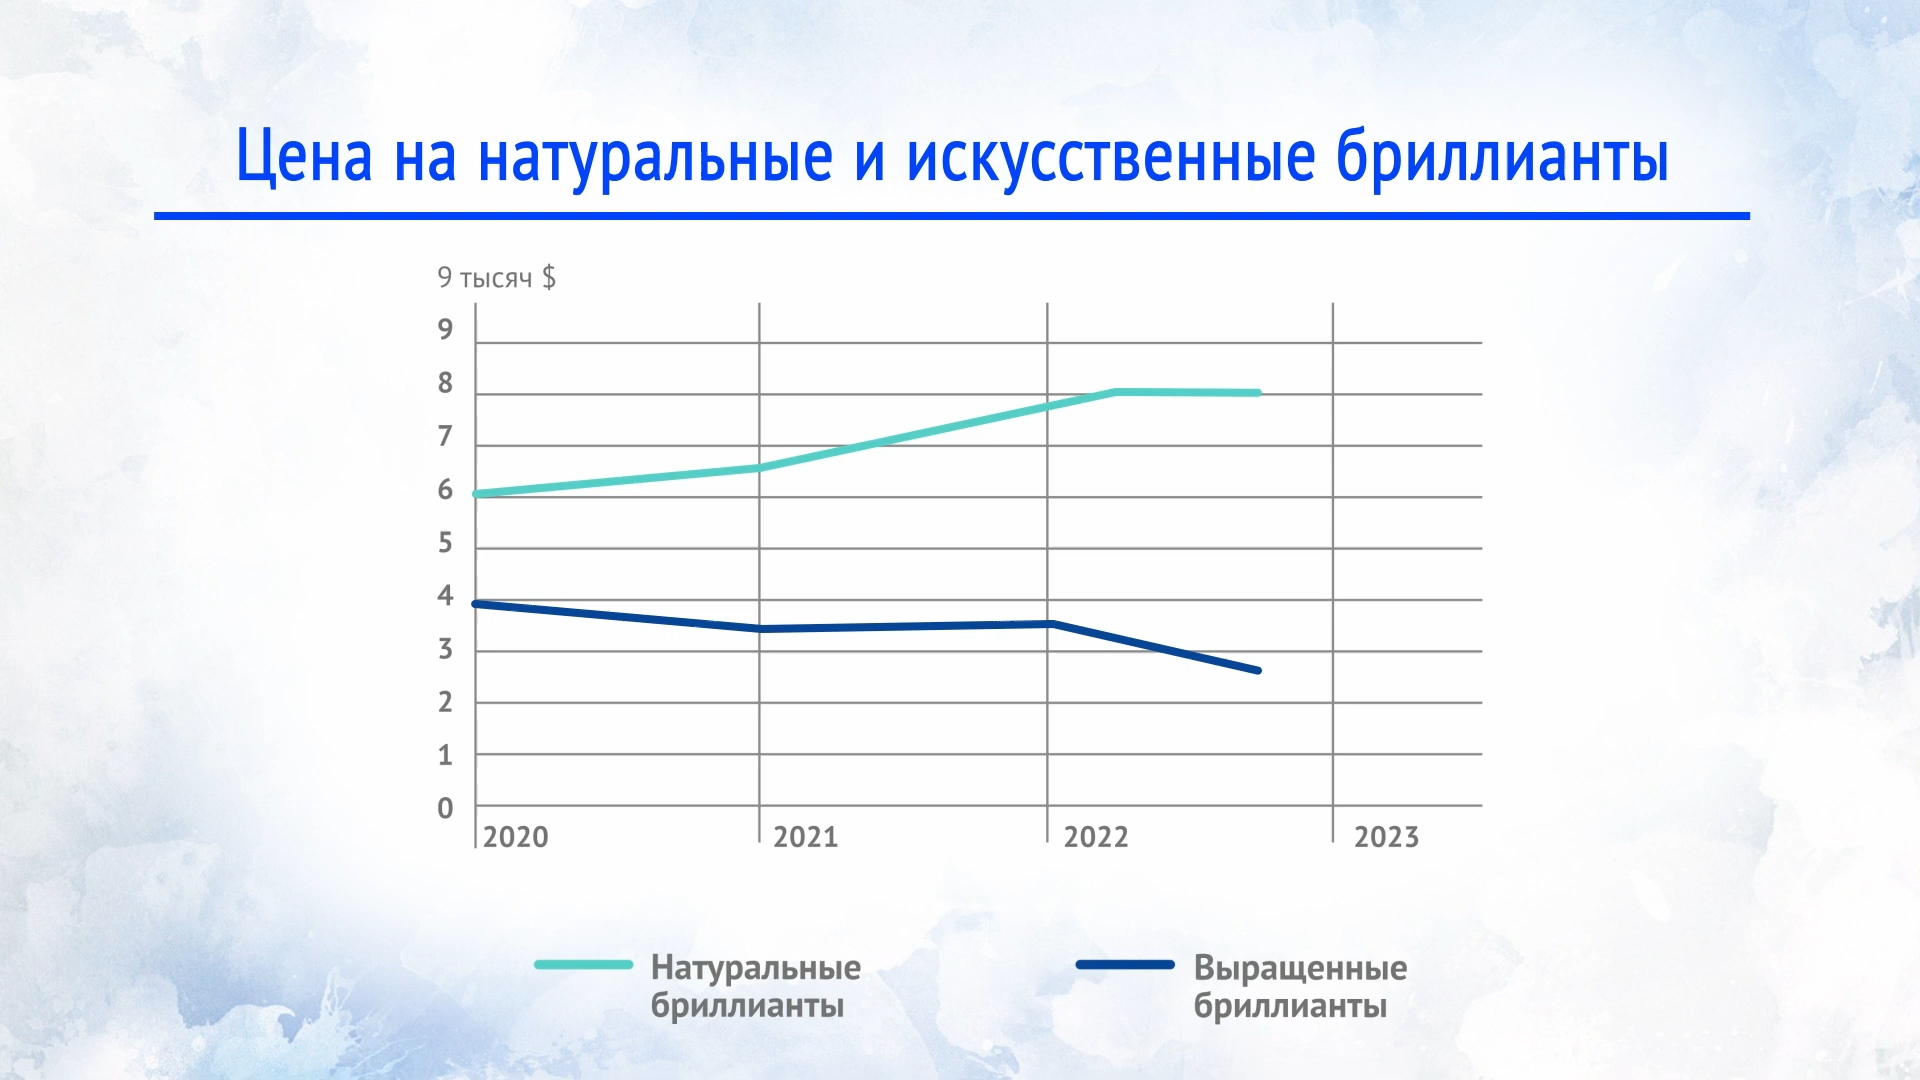 Цена на натуральные и искусственные бриллианты
9 тысяч $
9
8
7
6
5
4
3
2
1
0
2020 2021 2022 2023
Натуральные
бриллианты
Выращенные
бриллианты